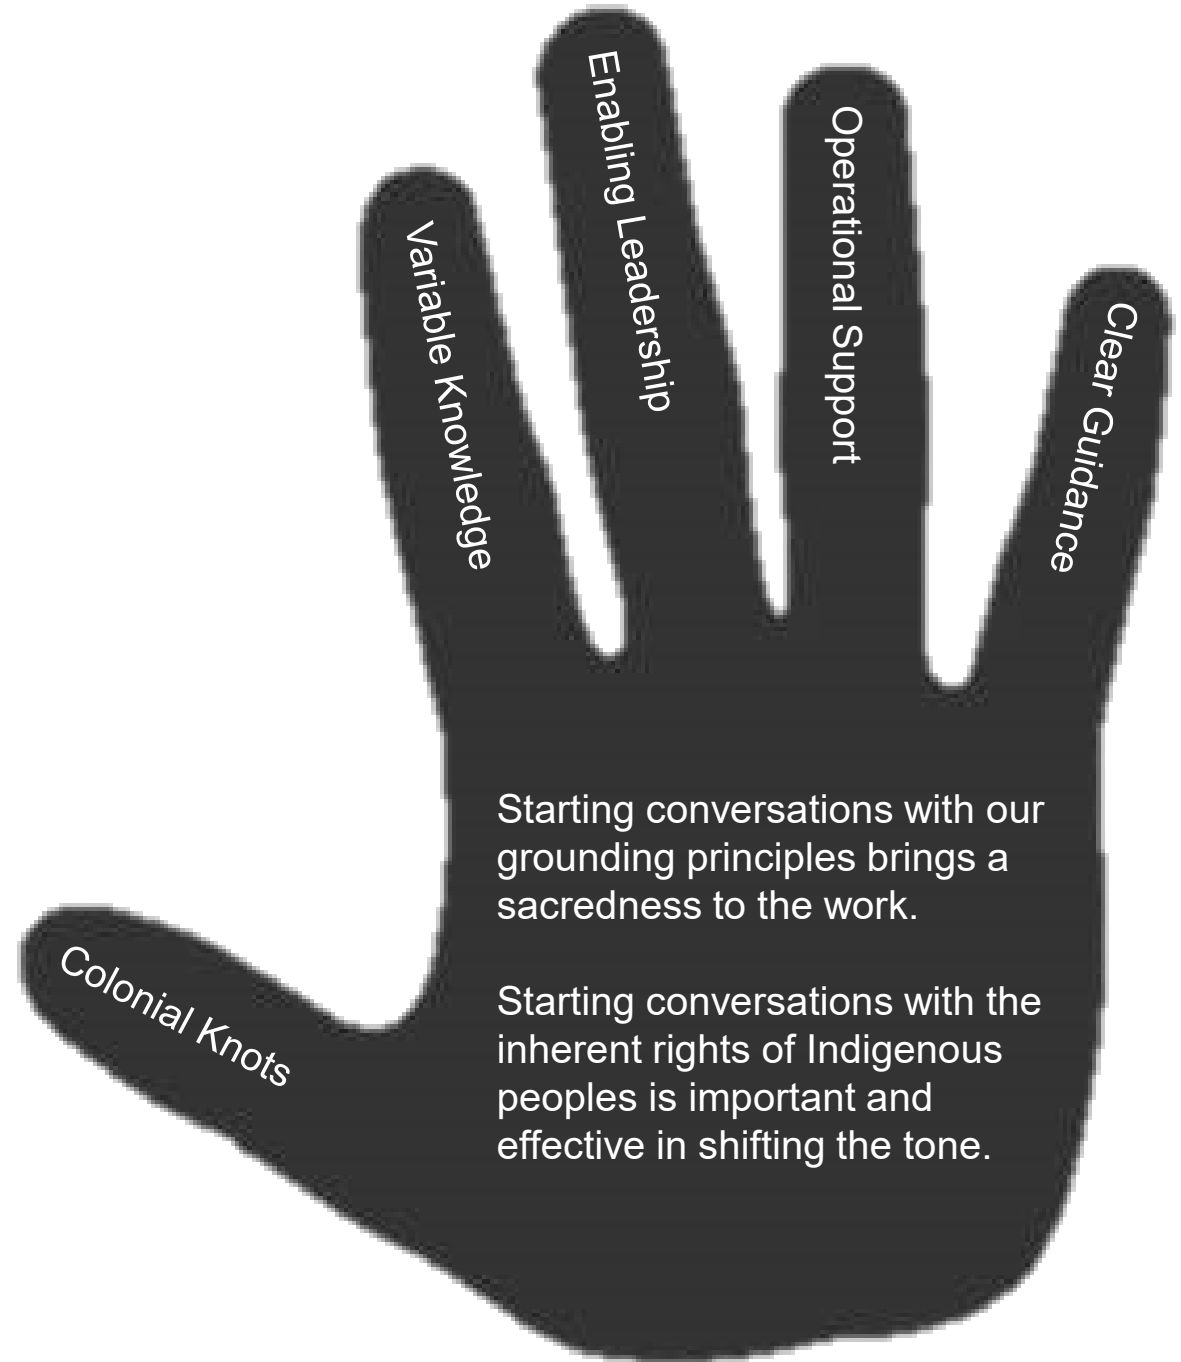 Enabling Leadership
Operational Support
Variable Knowledge
Clear Guidance
Colonial Knots
Starting conversations with our
grounding principles brings a
sacredness to the work.
Starting conversations with the
inherent rights of Indigenous
peoples is important and
effective in shifting the tone.